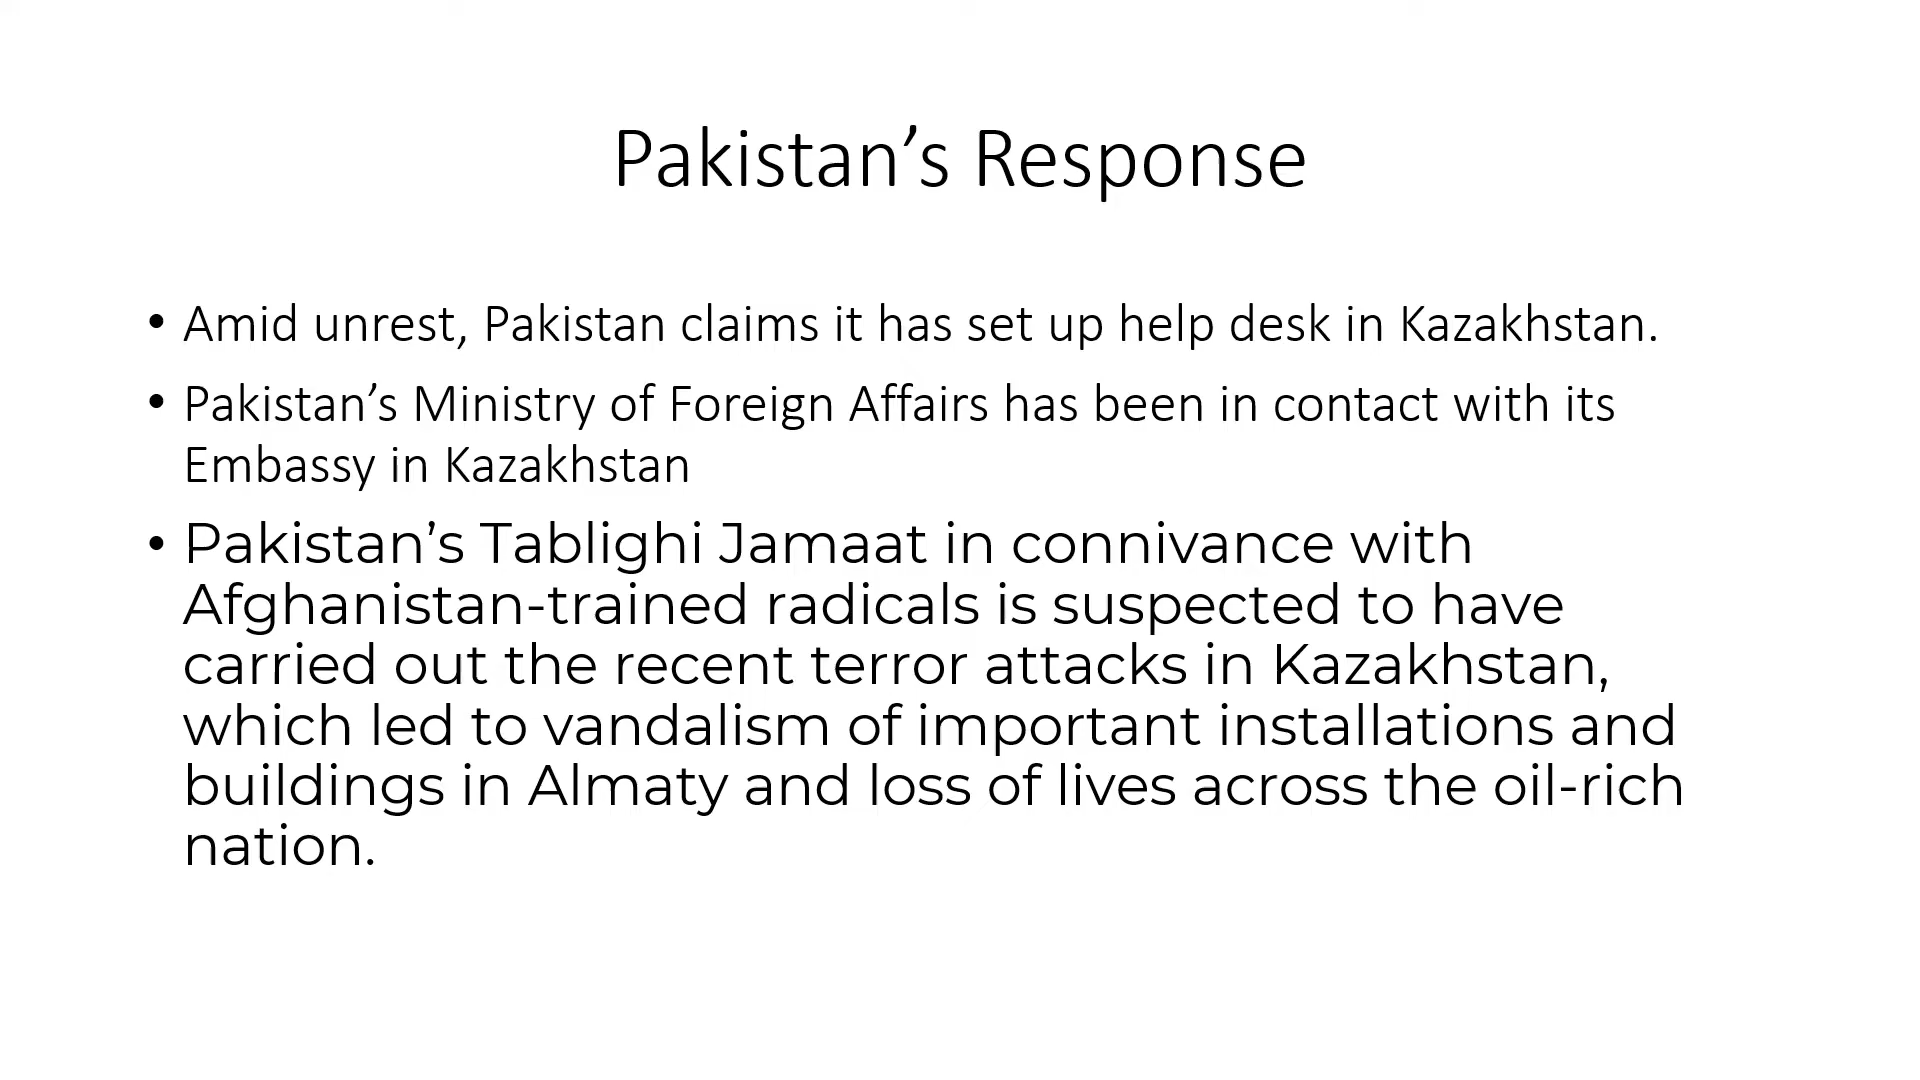 Pakistan’s Response
• Amid unrest, Pakistan claims it has set up help desk in Kazakhstan.
• Pakistan’s Ministry of Foreign Affairs has been in contact with its
Embassy in Kazakhstan
• Pakistan’s Tablighi Jamaat in connivance with
Afghanistan-trained radicals is suspected to have
carried out the recent terror attacks in Kazakhstan,
which led to vandalism of important installations and
buildings in Almaty and loss of lives across the oil-rich
nation.